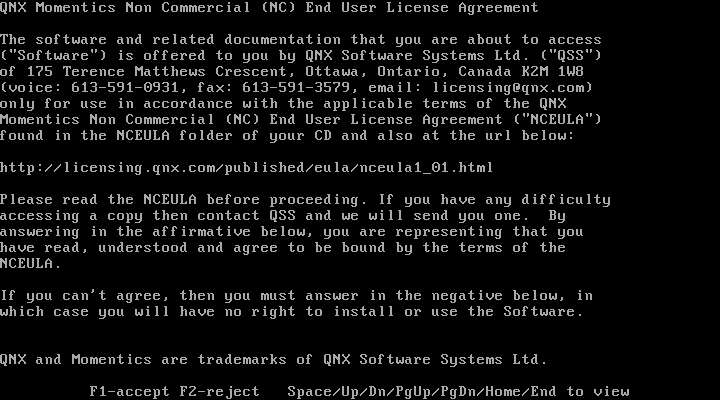 QNX Momentics Non Commercial (NC) End User License Agreement
The software and related documentation that you are about to access
("Software") is offered to you by QNX Software Systems Ltd. ("QSS")
of 175 Terence Matthews Crescent, Ottawa, Ontario, Canada K2M 1W8
(voice: 613-591-0931, fax: 613-591-3579, email: licensing@qnx.com)
only for use in accordance with the applicable terms of the QNX
Momentics Non Commercial (NC) End User License Agreement ("NCEULA")
found in the NCEULA folder of your CD and also at the url below:
http://licensing.qnx.com/published/eula/nceula1_01.html
Please read the NCEULA before proceeding. If you have any difficulty
accessing a copy then contact QSS and we will send you one.  By
answering in the affirmative below, you are representing that you
have read, understood and agree to be bound by the terms of the
NCEULA.
If you can't agree, then you must answer in the negative below, in
which case you will have no right to install or use the Software.
QNX and Momentics are trademarks of QNX Software Systems Ltd.
F1-accept F2-reject   Space/Up/Dn/PgUp/PgDn/Home/End to view